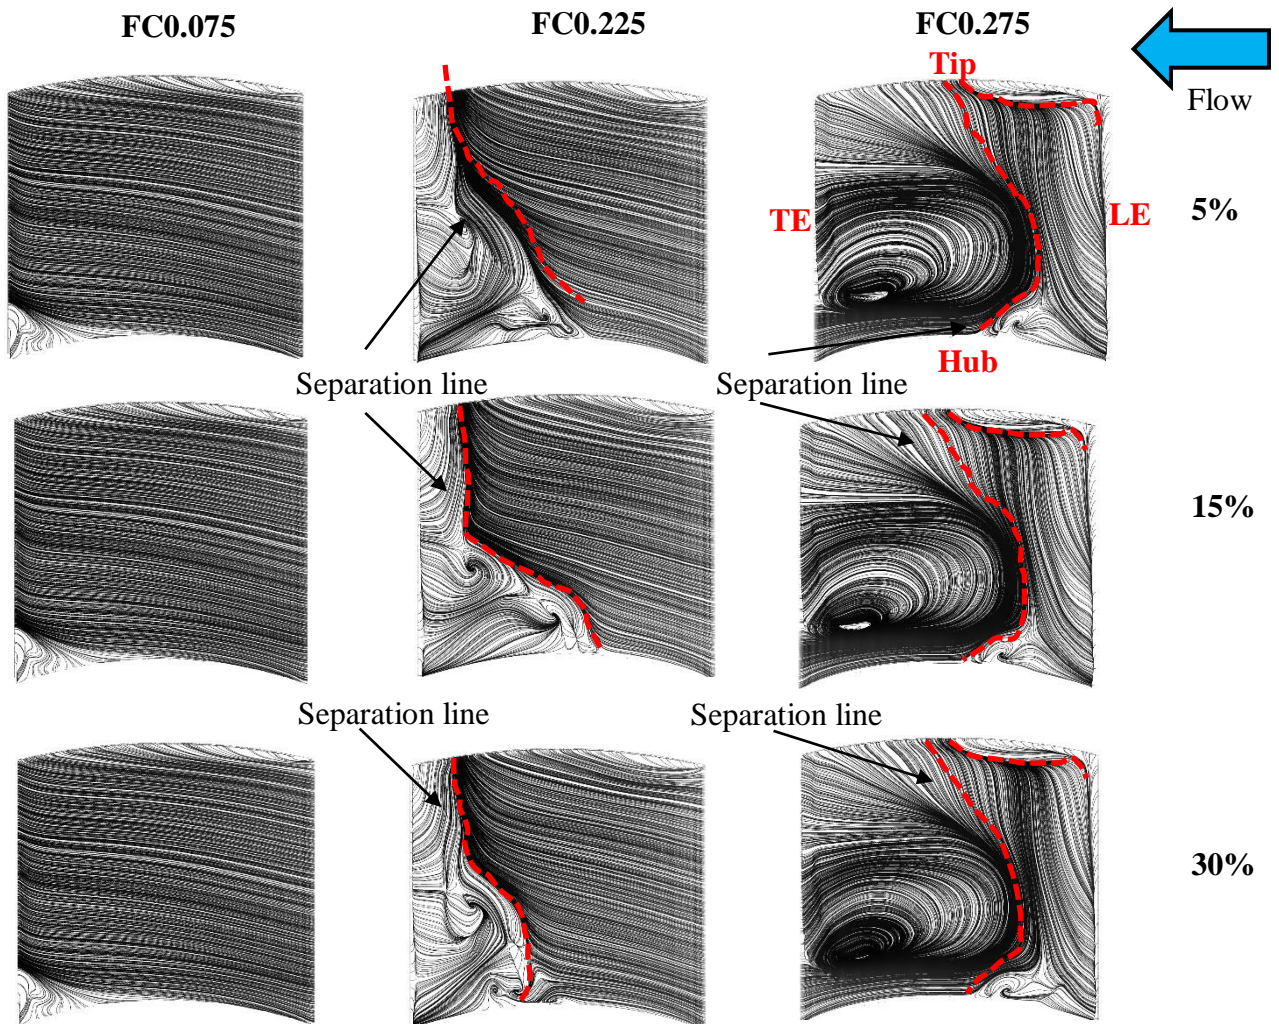 FC0.075
FC0.225
FC0.275
Tip
Flow
TE
LE
5%
Hub
Separation line
Separation line
15%
Separation line
Separation line
30%